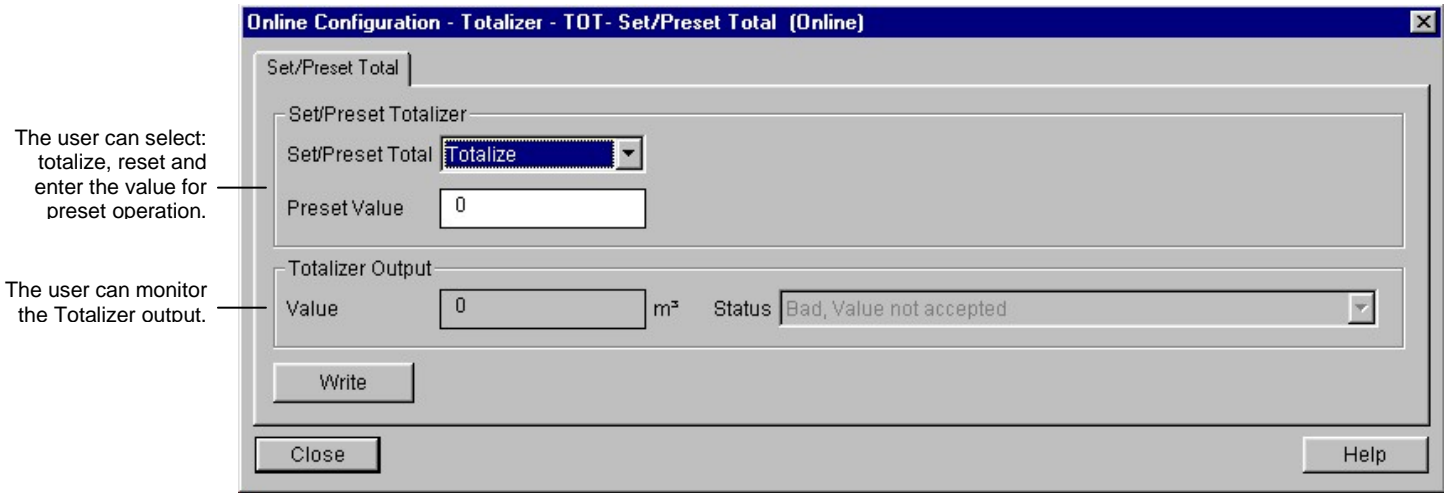 Online Configuration - Totalizer - TOT- Set/Preset Total (Online)
Set/Preset Total
Set/Preset Totalizer
The user can select:
totalize, reset and
enter the value for
preset operation.
Set/Preset Total Totalize
Preset Value 0
Totalizer Output
The user can monitor
the Totalizer output.
Value 0 m³ Status Bad, Value not accepted
Write
Close Help